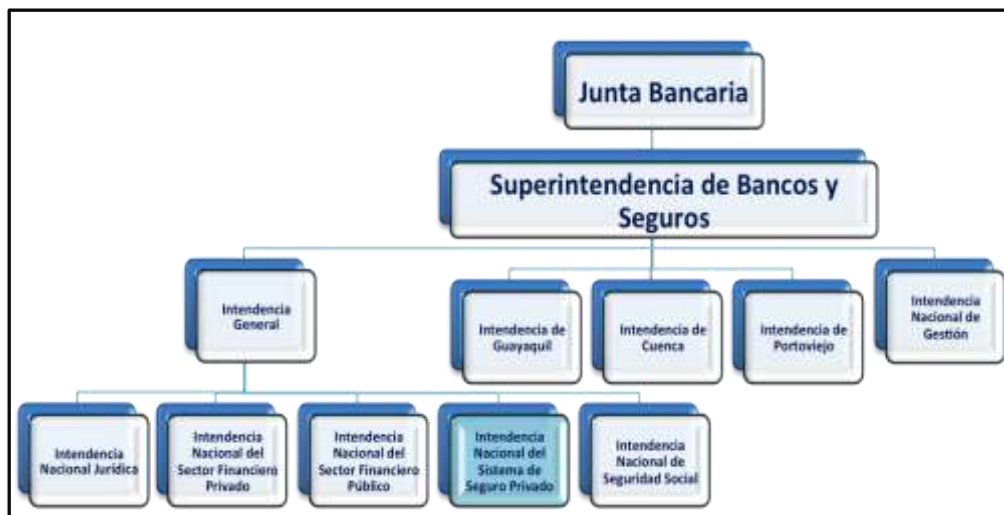 Junta Bancaria
Superintendencia de Bancos y
Seguros
Intendencia
General
Intendencia de
Guayaquil
Intendencia de
Cuenca
Intendencia de
Portoviejo
Intendencia
Nacional de
Gestión
Intendencia
Nacional Jurídica
Intendencia
Nacional del
Sector Financiero
Privado
Intendencia
Nacional del
Sector Financiero
Público
Intendencia
Nacional del
Sistema de
Seguro Privado
Intendencia
Nacional de
Seguridad Social